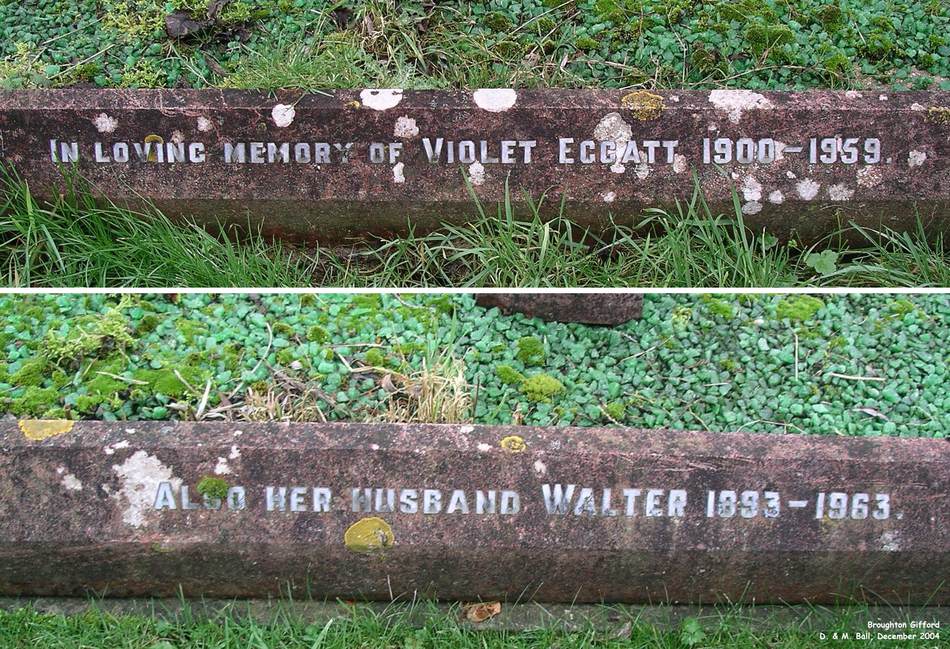 In loving memory of Violet Eggatt 1900-1959.
Also her husband Walter 1893-1963.
Broughton Gifford
D. & M. Ball, December 2004